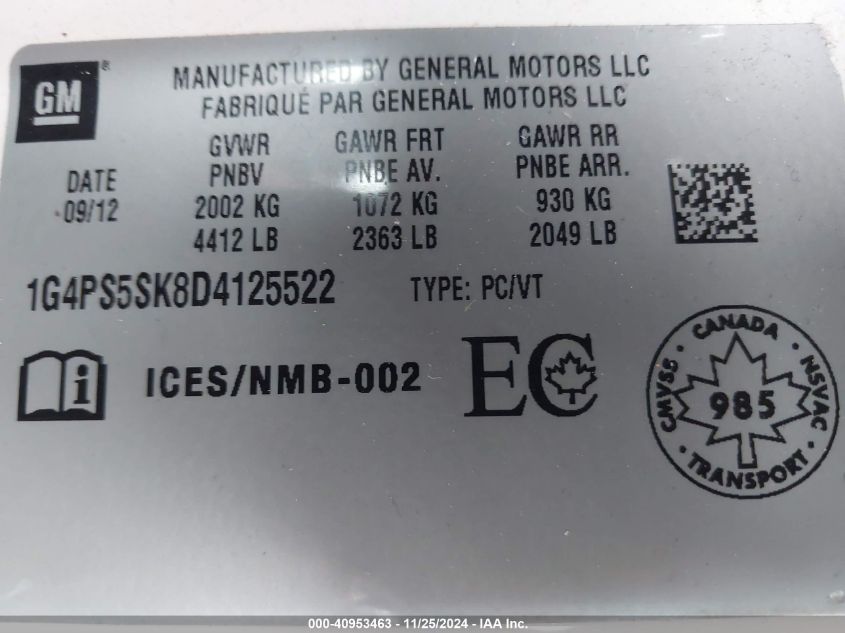 GM ®
MANUFACTURED BY GENERAL MOTORS LLC
FABRIQUÉ PAR GENERAL MOTORS LLC
DATE
09/12
GVWR
PNBV
2002 KG
4412 LB
GAWR FRT
PNBE AV.
1072 KG
2363 LB
GAWR RR
PNBE ARR.
930 KG
2049 LB
1G4PS5SK8D4125522 TYPE: PC/VT
i ICES/NMB-002 EC
CANADA
CMVSS · NSVAC
985
TRANSPORT
000-40953463 - 11/25/2024 - IAA Inc.